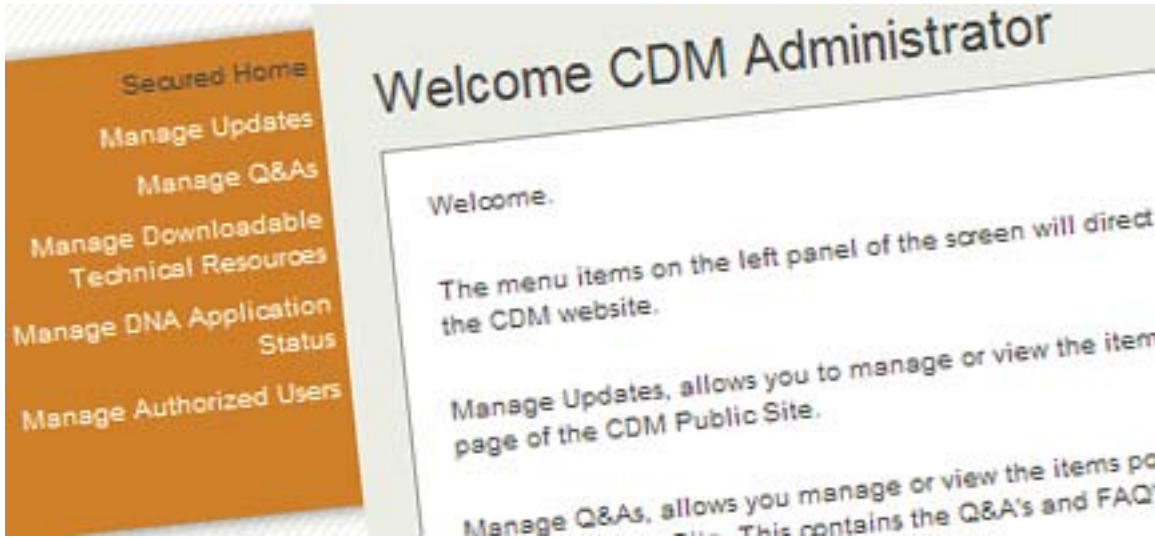 Secured Home
Manage Updates
Manage Q&As
Manage Downloadable
Technical Resources
Manage DNA Application
Status
Manage Authorized Users
Welcome CDM Administrator
Welcome.
The menu items on the left panel of the screen will direct
the CDM website.
Manage Updates, allows you to manage or view the item
page of the CDM Public Site.
Manage Q&As, allows you manage or view the items po
This contains the Q&A's and FAQ'